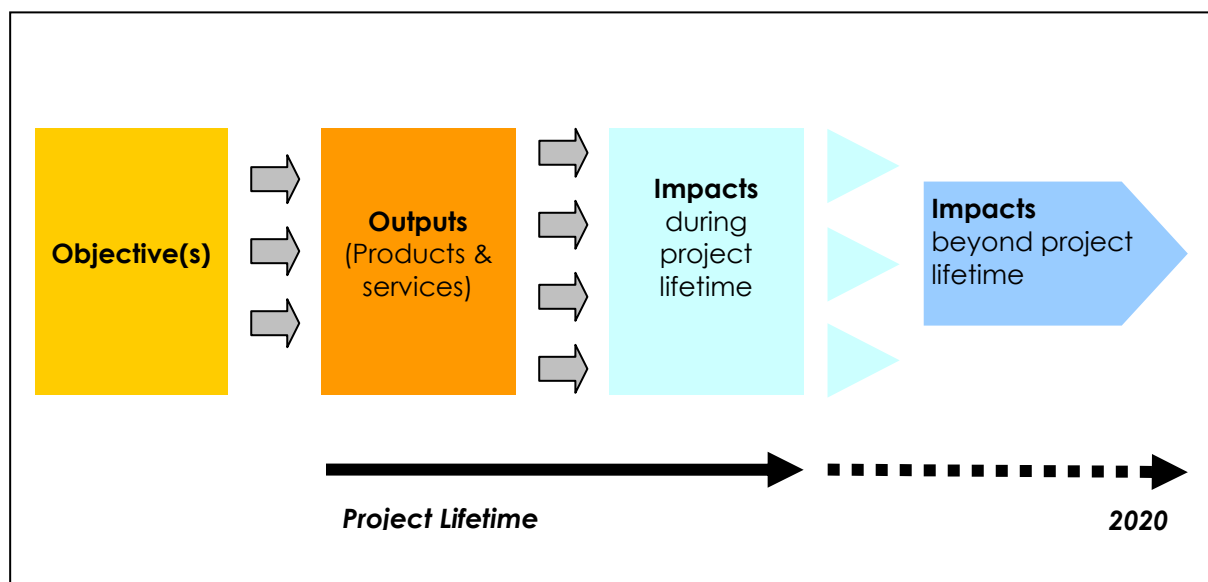 Objective(s)
Outputs
(Products &
services)
Impacts
during
project
lifetime
Impacts
beyond project
lifetime
Project Lifetime
2020